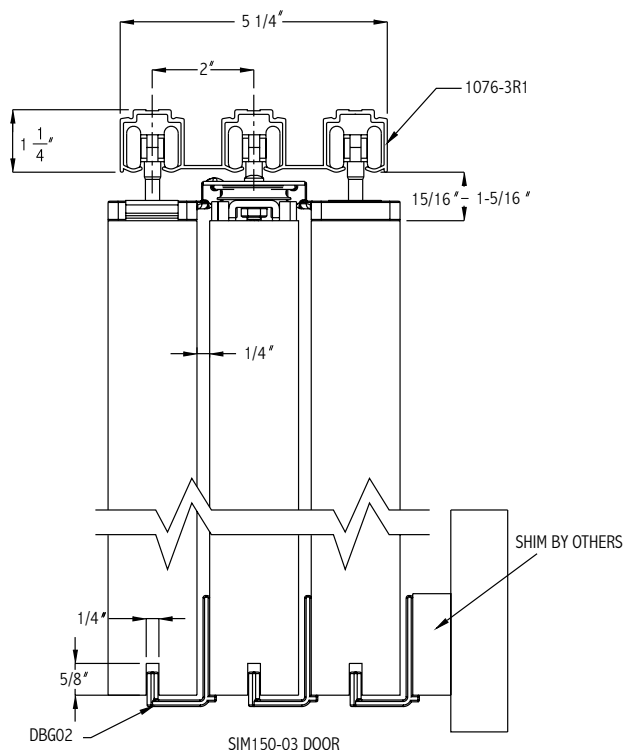 5 1/4"
2"
1076-3R1
1 1/4"
15/16 "– 1-5/16 "
1/4"
SHIM BY OTHERS
1/4"
5/8"
DBG02
SIM150-03 DOOR